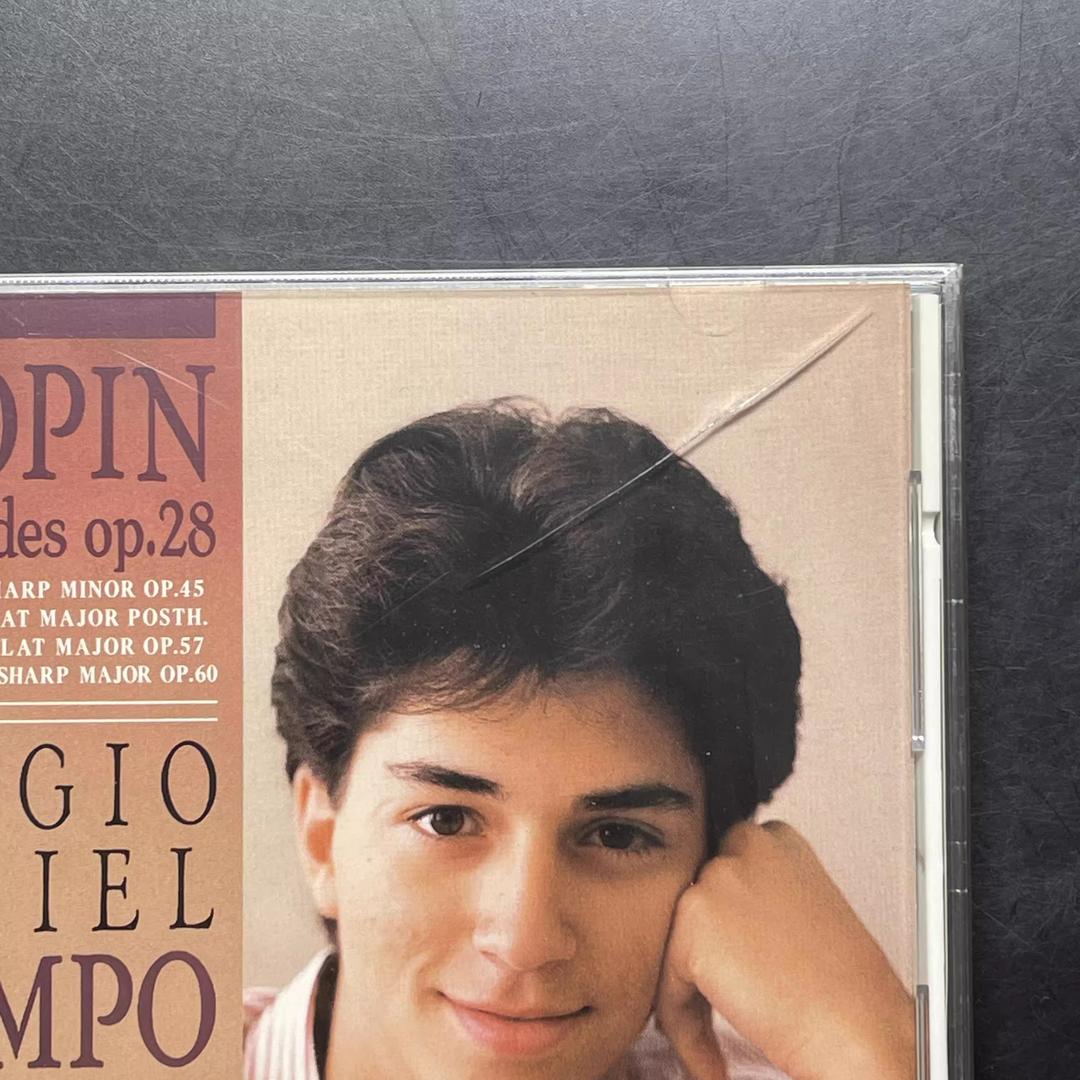 OPIN
des op.28
HARP MINOR OP.45
AT MAJOR POSTH.
LAT MAJOR OP.57
SHARP MAJOR OP.60
GIO
IEL
MPO